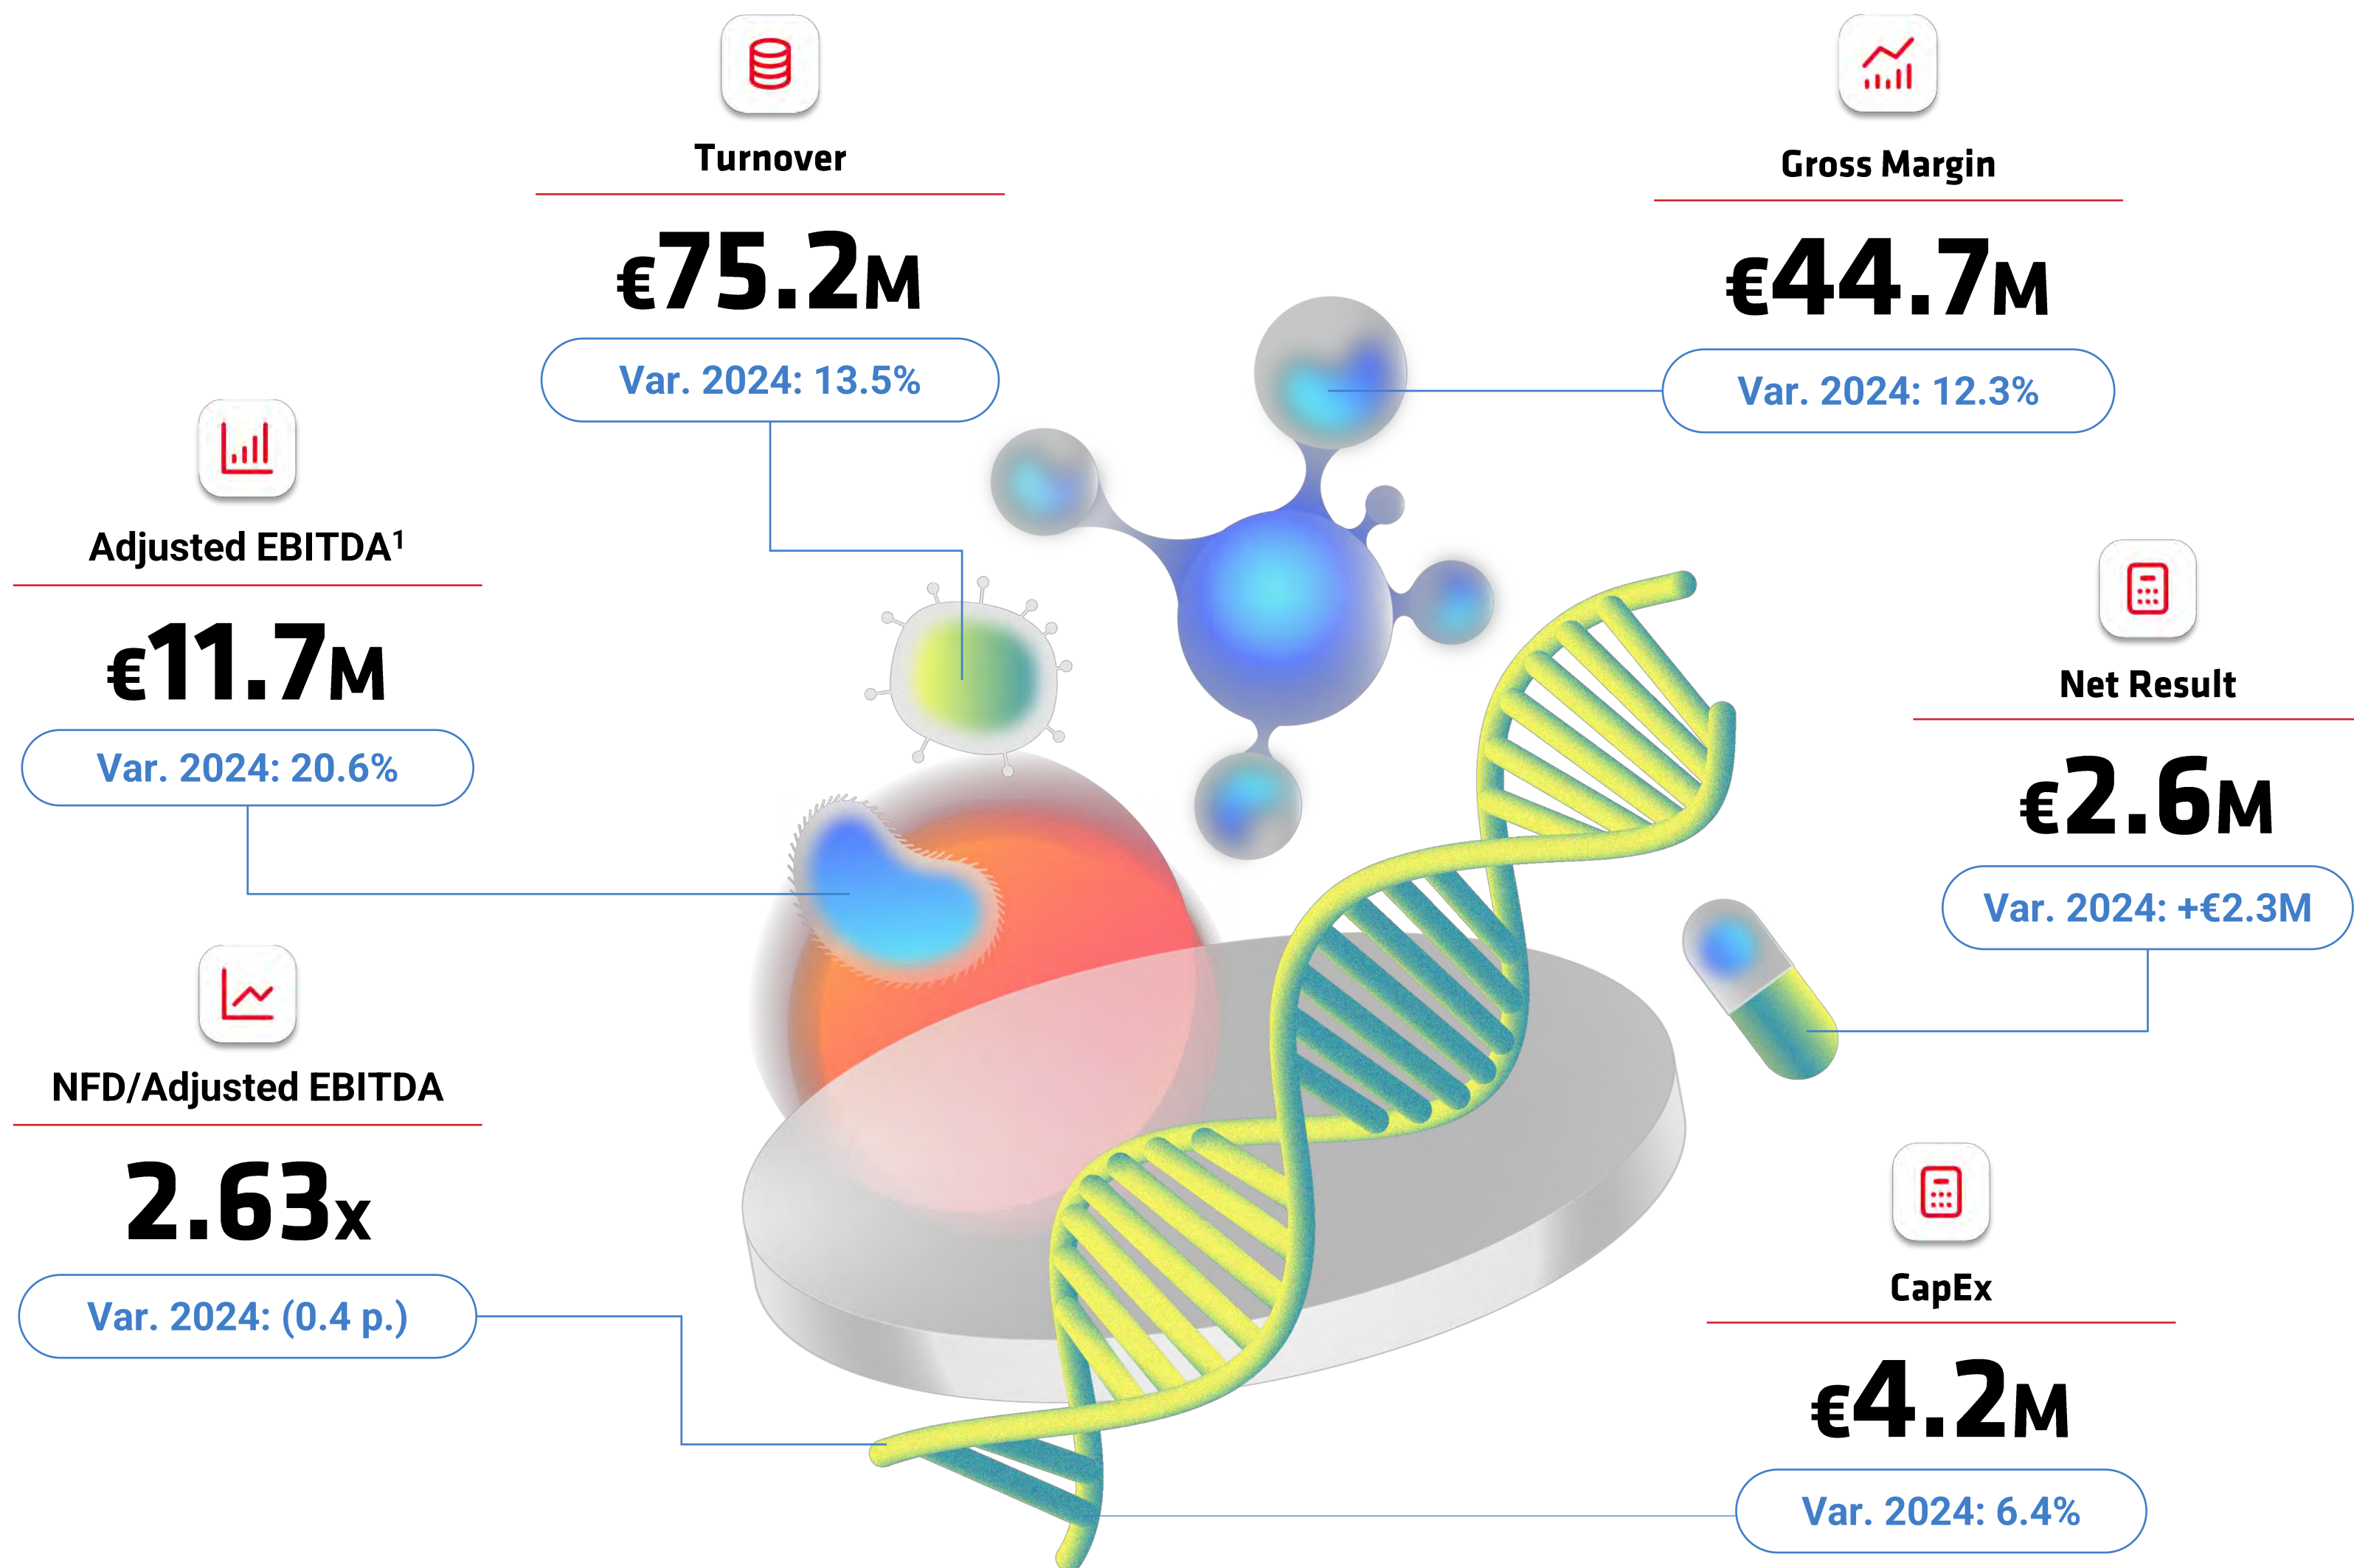 Turnover
€75.2M
Var. 2024: 13.5%
Gross Margin
€44.7M
Var. 2024: 12.3%
Adjusted EBITDA¹
€11.7M
Var. 2024: 20.6%
Net Result
€2.6M
Var. 2024: +€2.3M
NFD/Adjusted EBITDA
2.63x
Var. 2024: (0.4 p.)
CapEx
€4.2M
Var. 2024: 6.4%